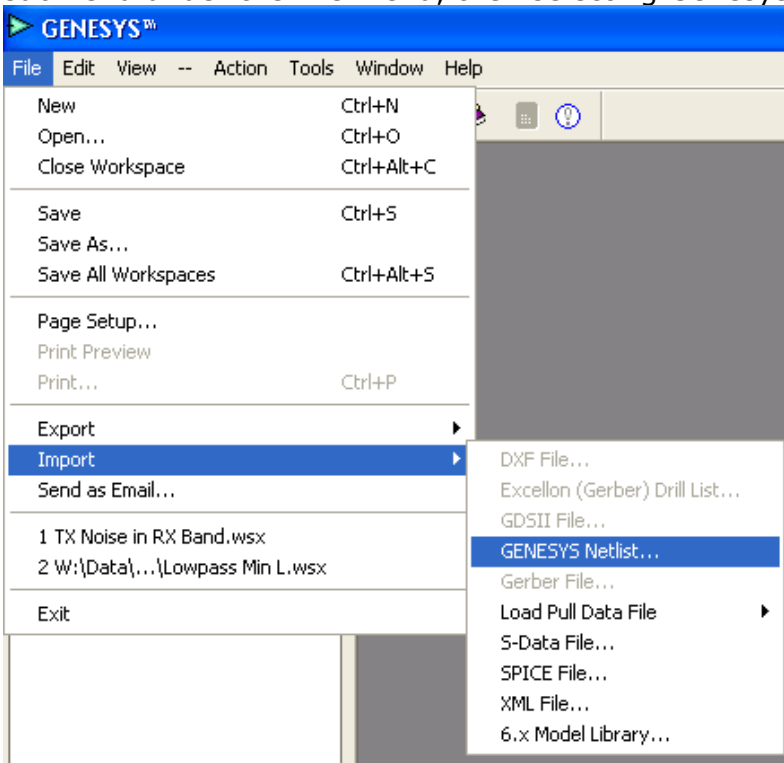 GENESYS™
File Edit View -- Action Tools Window Help
New Ctrl+N
Open... Ctrl+O
Close Workspace Ctrl+Alt+C
Save Ctrl+S
Save As...
Save All Workspaces Ctrl+Alt+S
Page Setup...
Print Preview
Print... Ctrl+P
Export
Import
Send as Email...
1 TX Noise in RX Band.wsx
2 W:\Data\...\Lowpass Min L.wsx
Exit
DXF File...
Excellon (Gerber) Drill List...
GDSII File...
GENESYS Netlist...
Gerber File...
Load Pull Data File
S-Data File...
SPICE File...
XML File...
6.x Model Library...